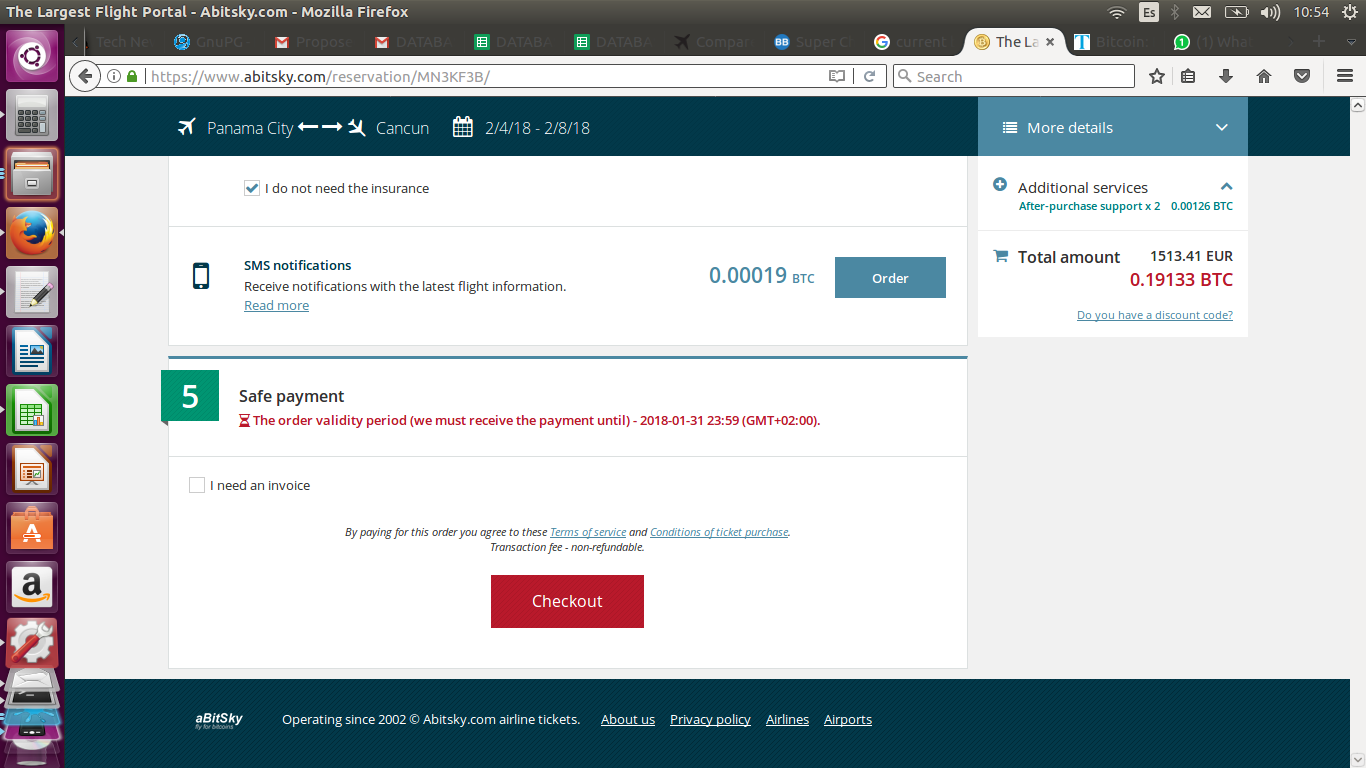 The Largest Flight Portal - Abitsky.com - Mozilla Firefox
Es
10:54
Tech Ne
GnuPG
Propose
DATABA
DATABA
DATABA
Compa
BB
Super C
current
The La
Bitcoin
(1) Wha
https://www.abitsky.com/reservation/MN3KF3B/
Search
Panama City
Cancun
2/4/18 - 2/8/18
More details
I do not need the insurance
Additional services
After-purchase support x 2 0.00126 BTC
SMS notifications
Receive notifications with the latest flight information.
Read more
0.00019 BTC
Order
Total amount 1513.41 EUR
0.19133 BTC
Do you have a discount code?
5
Safe payment
The order validity period (we must receive the payment until) - 2018-01-31 23:59 (GMT+02:00).
I need an invoice
By paying for this order you agree to these Terms of service and Conditions of ticket purchase.
Transaction fee - non-refundable.
Checkout
aBitSky
fly for bitcoins
Operating since 2002 © Abitsky.com airline tickets.
About us
Privacy policy
Airlines
Airports